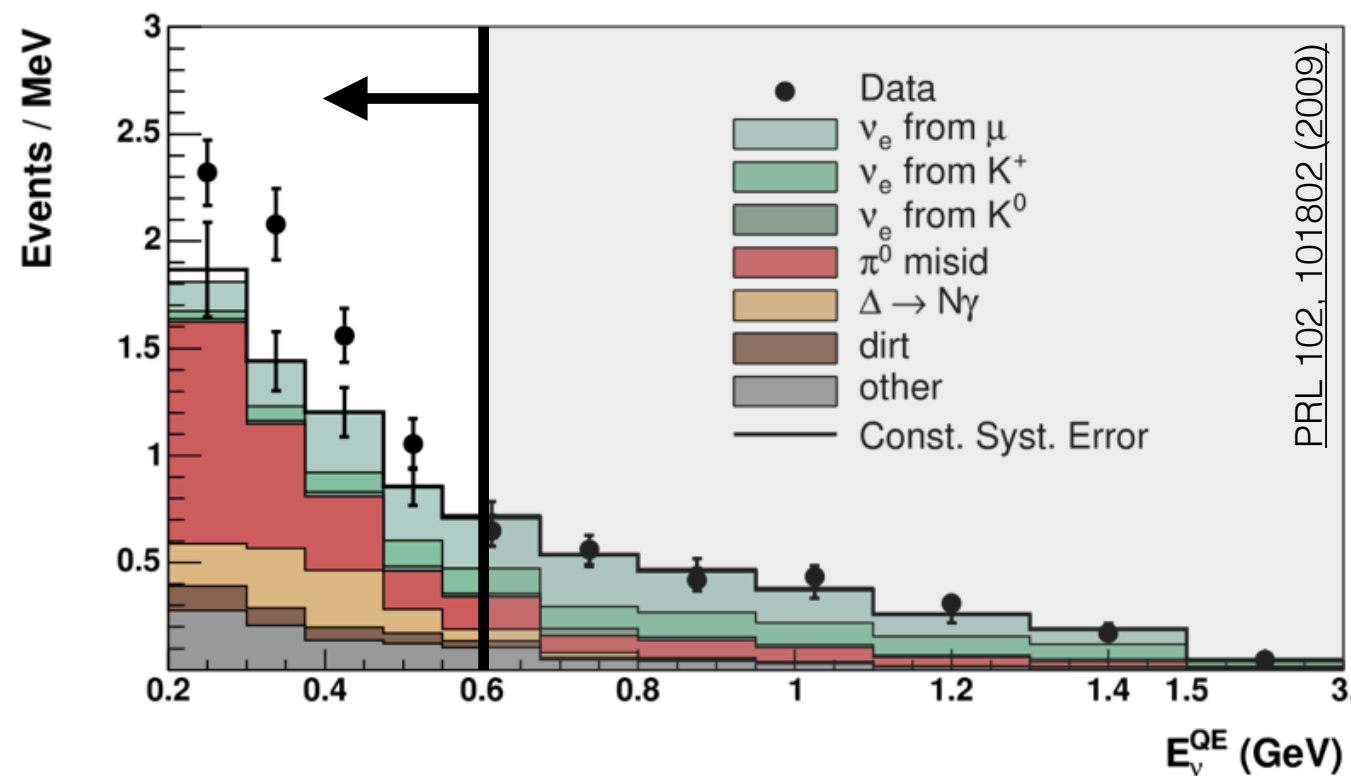 Events / MeV
3
2.5
2
1.5
1
0.5
Data
νe from μ
νe from K+
νe from K0
π0 misid
Δ → Nγ
dirt
other
Const. Syst. Error
PRL 102, 101802 (2009)
0.2 0.4 0.6 0.8 1 1.2 1.4 1.5 3.
EνQE (GeV)